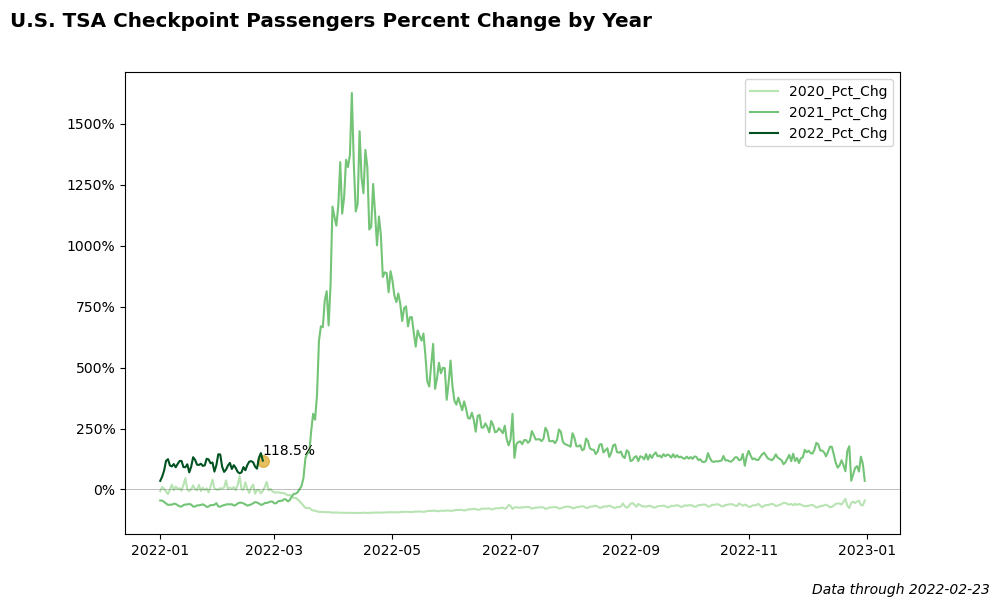 U.S. TSA Checkpoint Passengers Percent Change by Year
2020_Pct_Chg
2021_Pct_Chg
2022_Pct_Chg
1500%
1250%
1000%
750%
500%
250%
0%
118.5%
2022-01 2022-03 2022-05 2022-07 2022-09 2022-11 2023-01
Data through 2022-02-23